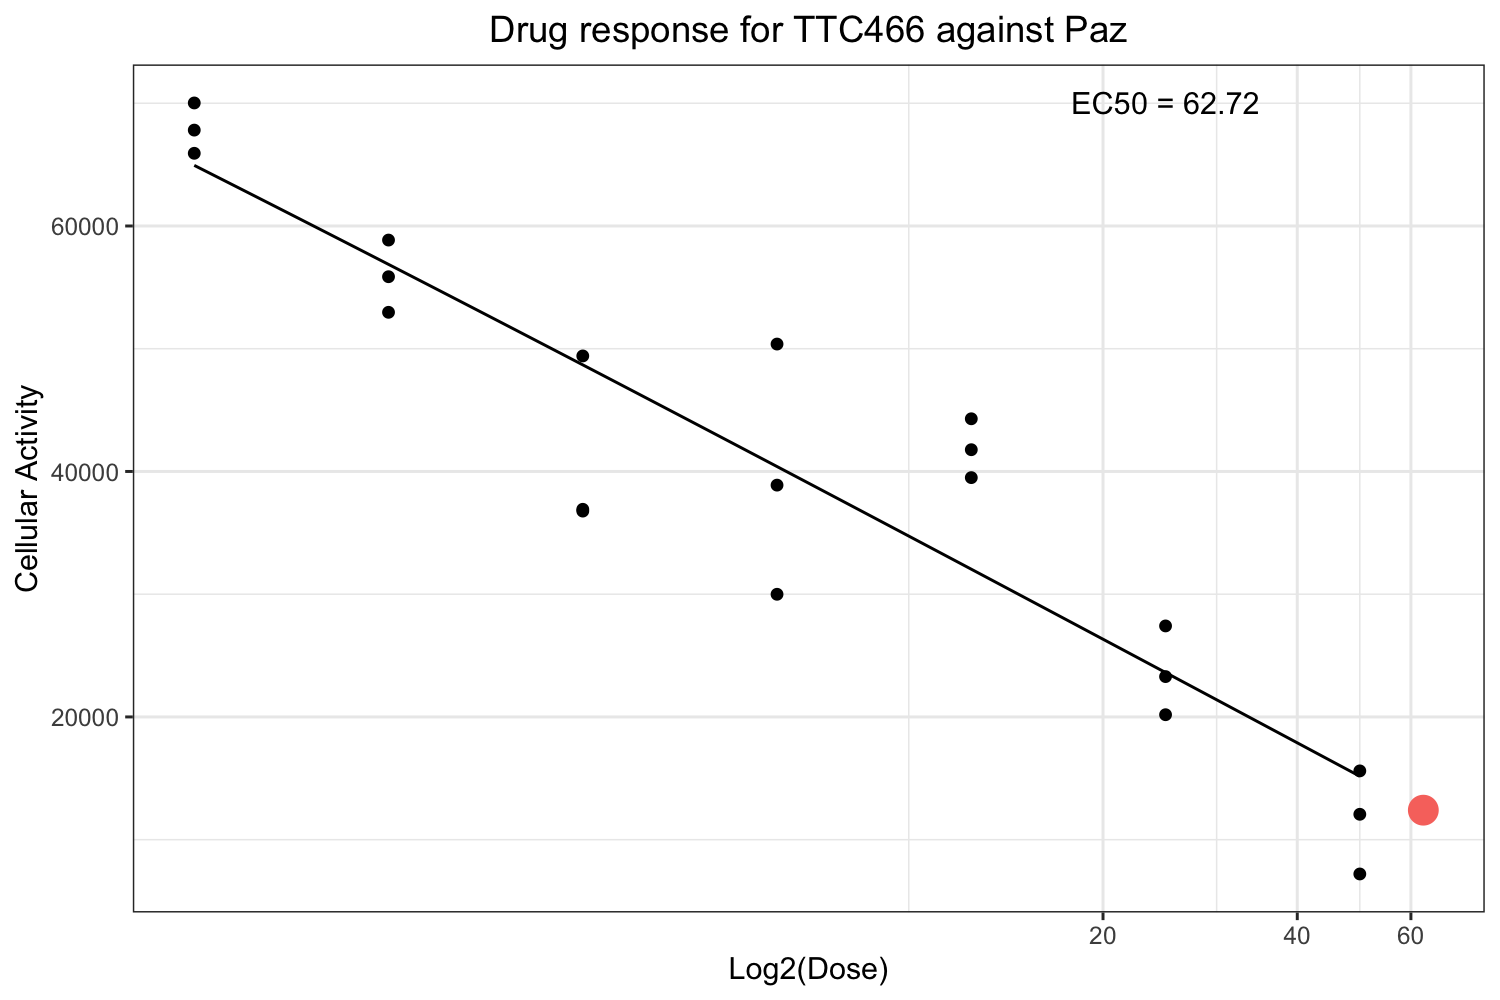 Drug response for TTC466 against Paz
EC50 = 62.72
60000
40000
20000
Cellular Activity
20 40 60
Log2(Dose)